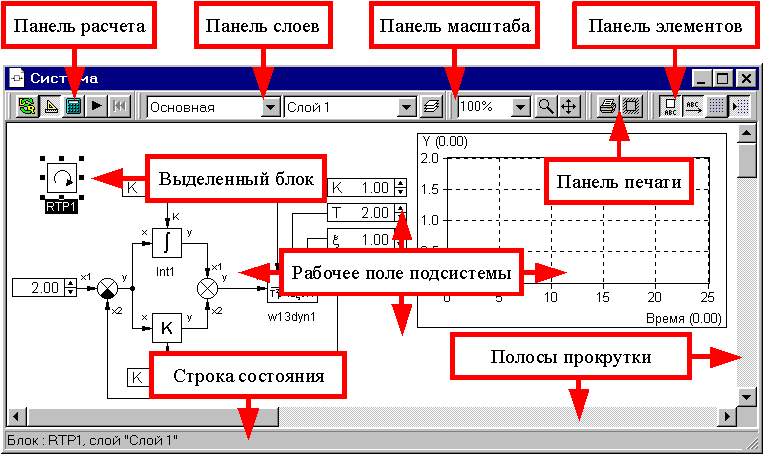 Панель расчета
Панель слоев
Панель масштаба
Панель элементов
Система
Основная
Слой 1
100%
ABC
ABC
Y (0.00)
2.0
1.5
1.0
0
5
10
15
20
25
Время (0.00)
Панель печати
RTP1
Выделенный блок
K
K 1.00
T 2.00
ξ 1.00
K
x
∫
y
Int1
Рабочее поле подсистемы
2.00
x1
y
x2
x1
y
x2
w13dyn1
x
K
y
K
Строка состояния
Полосы прокрутки
Блок : RTP1, слой "Слой 1"